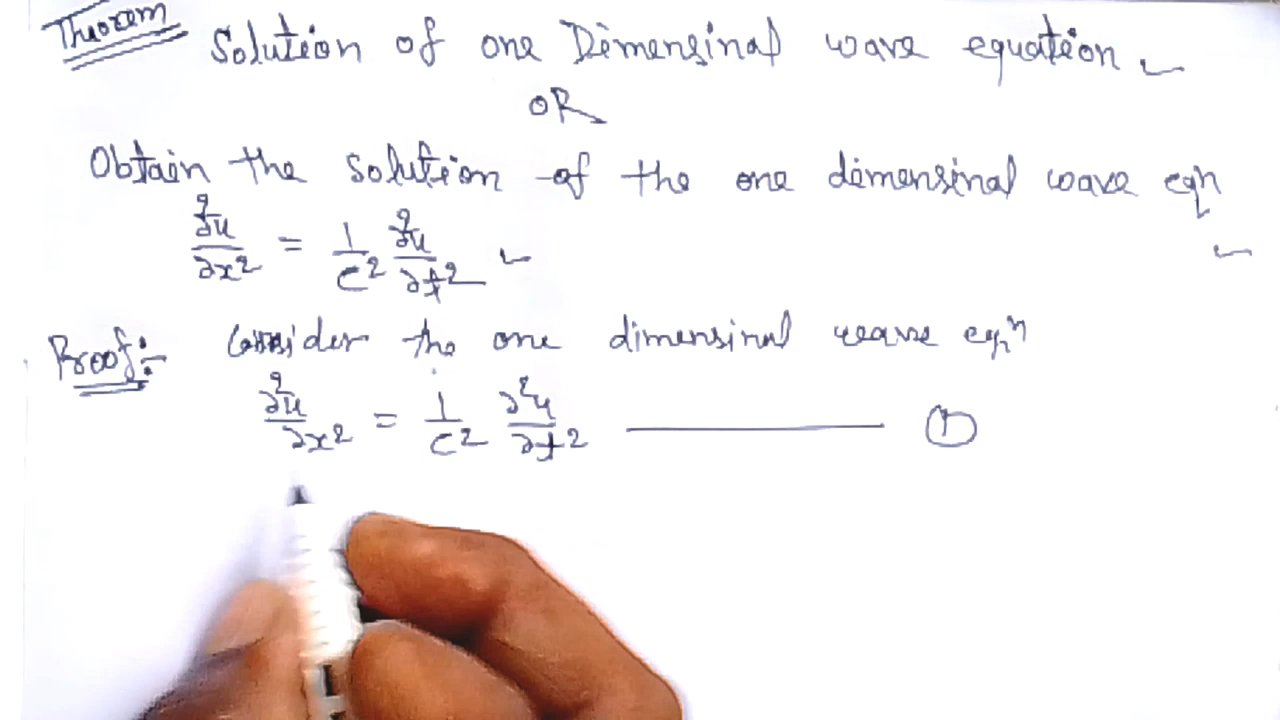 Theorem Solution of one Dimensinal wave equation
OR
Obtain the solution of the one dimensinal wave eqn
∂²u/∂x² = 1/c² ∂²u/∂t²
Proof:- Consider the one dimensinal wave eqⁿ
∂²u/∂x² = 1/c² ∂²u/∂t² ——— ①